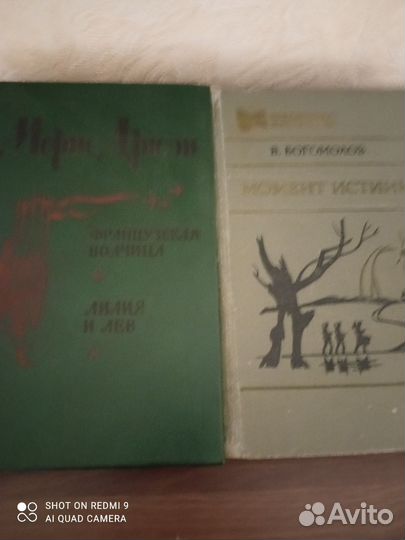 Морис Дрюон
ФРАНЦУЗСКАЯ
ВОЛЧИЦА
ЛИЛИЯ
И ЛЕВ
В. БОГОМОЛОВ
МОМЕНТ ИСТИНЫ
SHOT ON REDMI 9
AI QUAD CAMERA
Avito